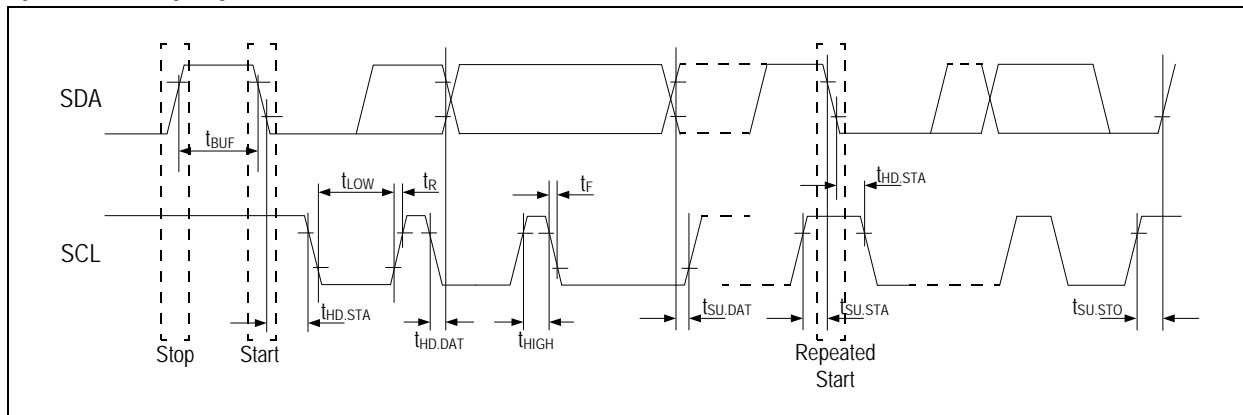 SDA
tBUF
tLOW
tR
tF
tHD.STA
SCL
tHD.STA
tHD.DAT
tHIGH
tSU.DAT
tSU.STA
tSU.STO
Stop
Start
Repeated
Start